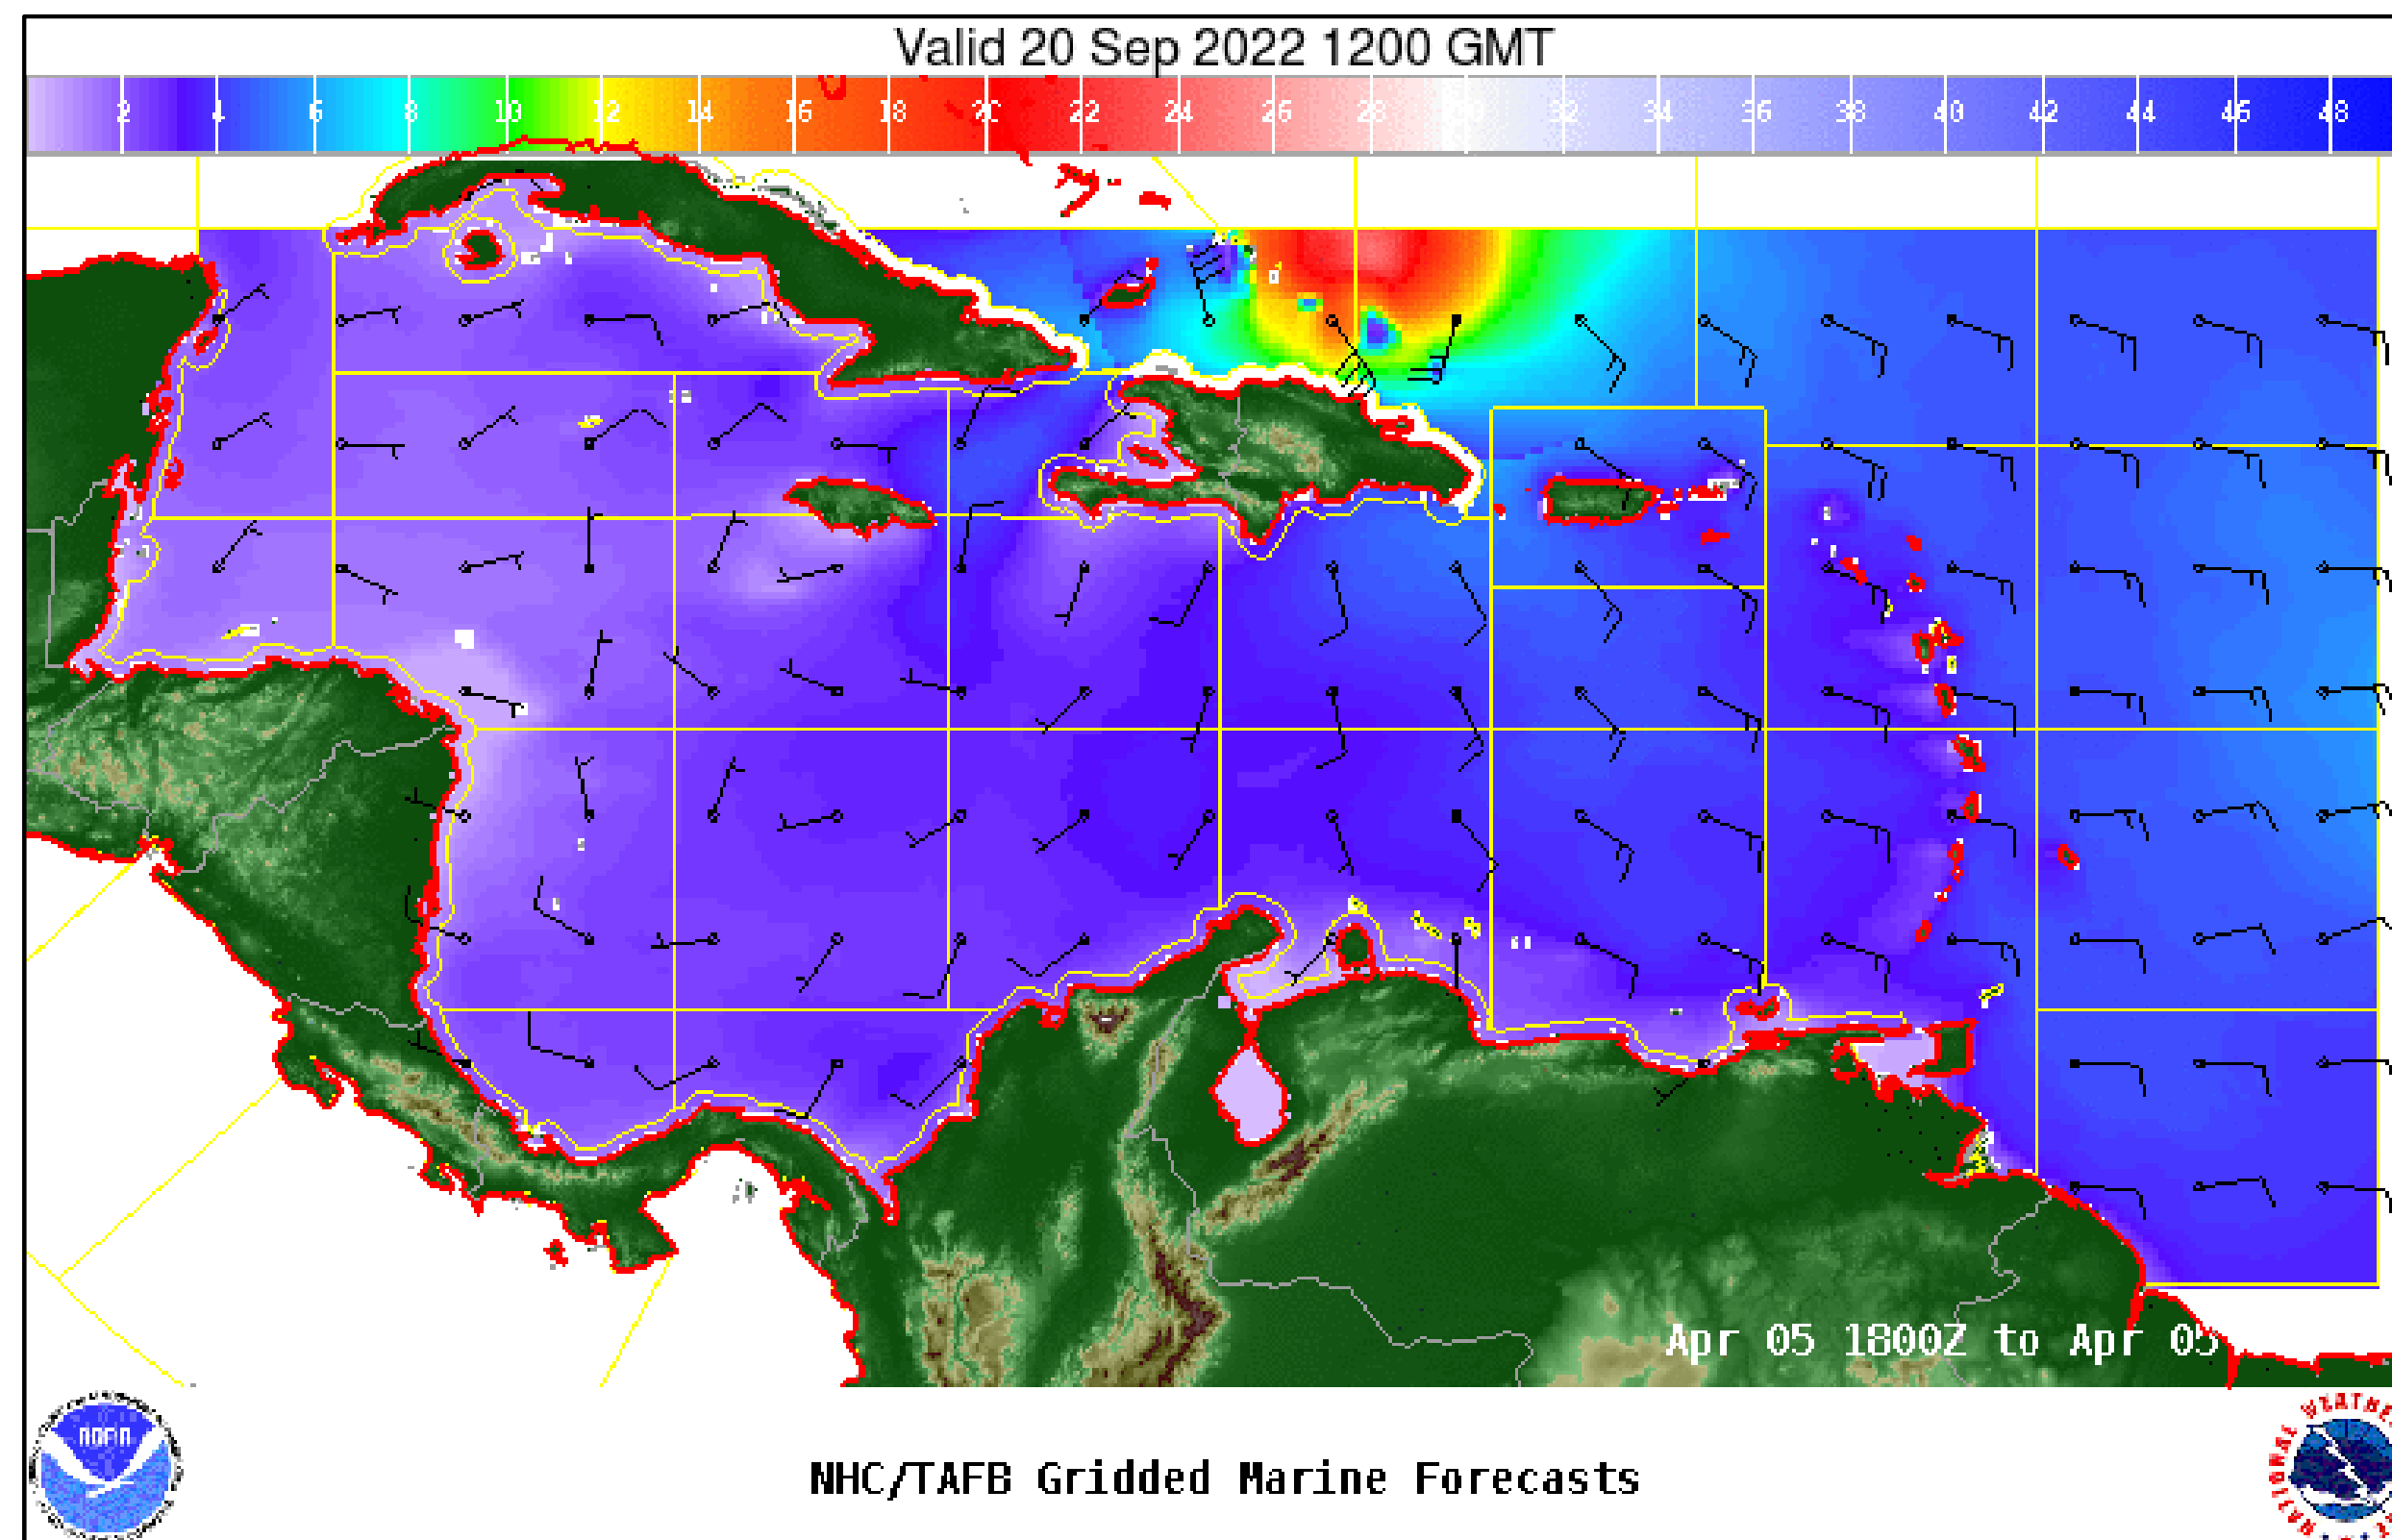 Valid 20 Sep 2022 1200 GMT
2 4 6 8 10 12 14 16 18 20 22 24 26 28 30 32 34 36 38 40 42 44 46 48
Apr 05 1800Z to Apr 05
NOAA
NATIONAL WEATHER
NHC/TAFB Gridded Marine Forecasts